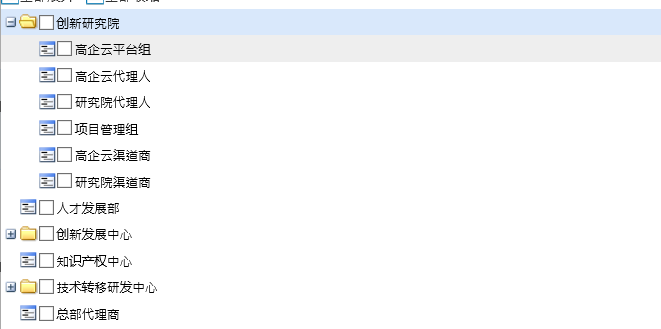 创新研究院
高企云平台组
高企云代理人
研究院代理人
项目管理组
高企云渠道商
研究院渠道商
人才发展部
创新发展中心
知识产权中心
技术转移研发中心
总部代理商